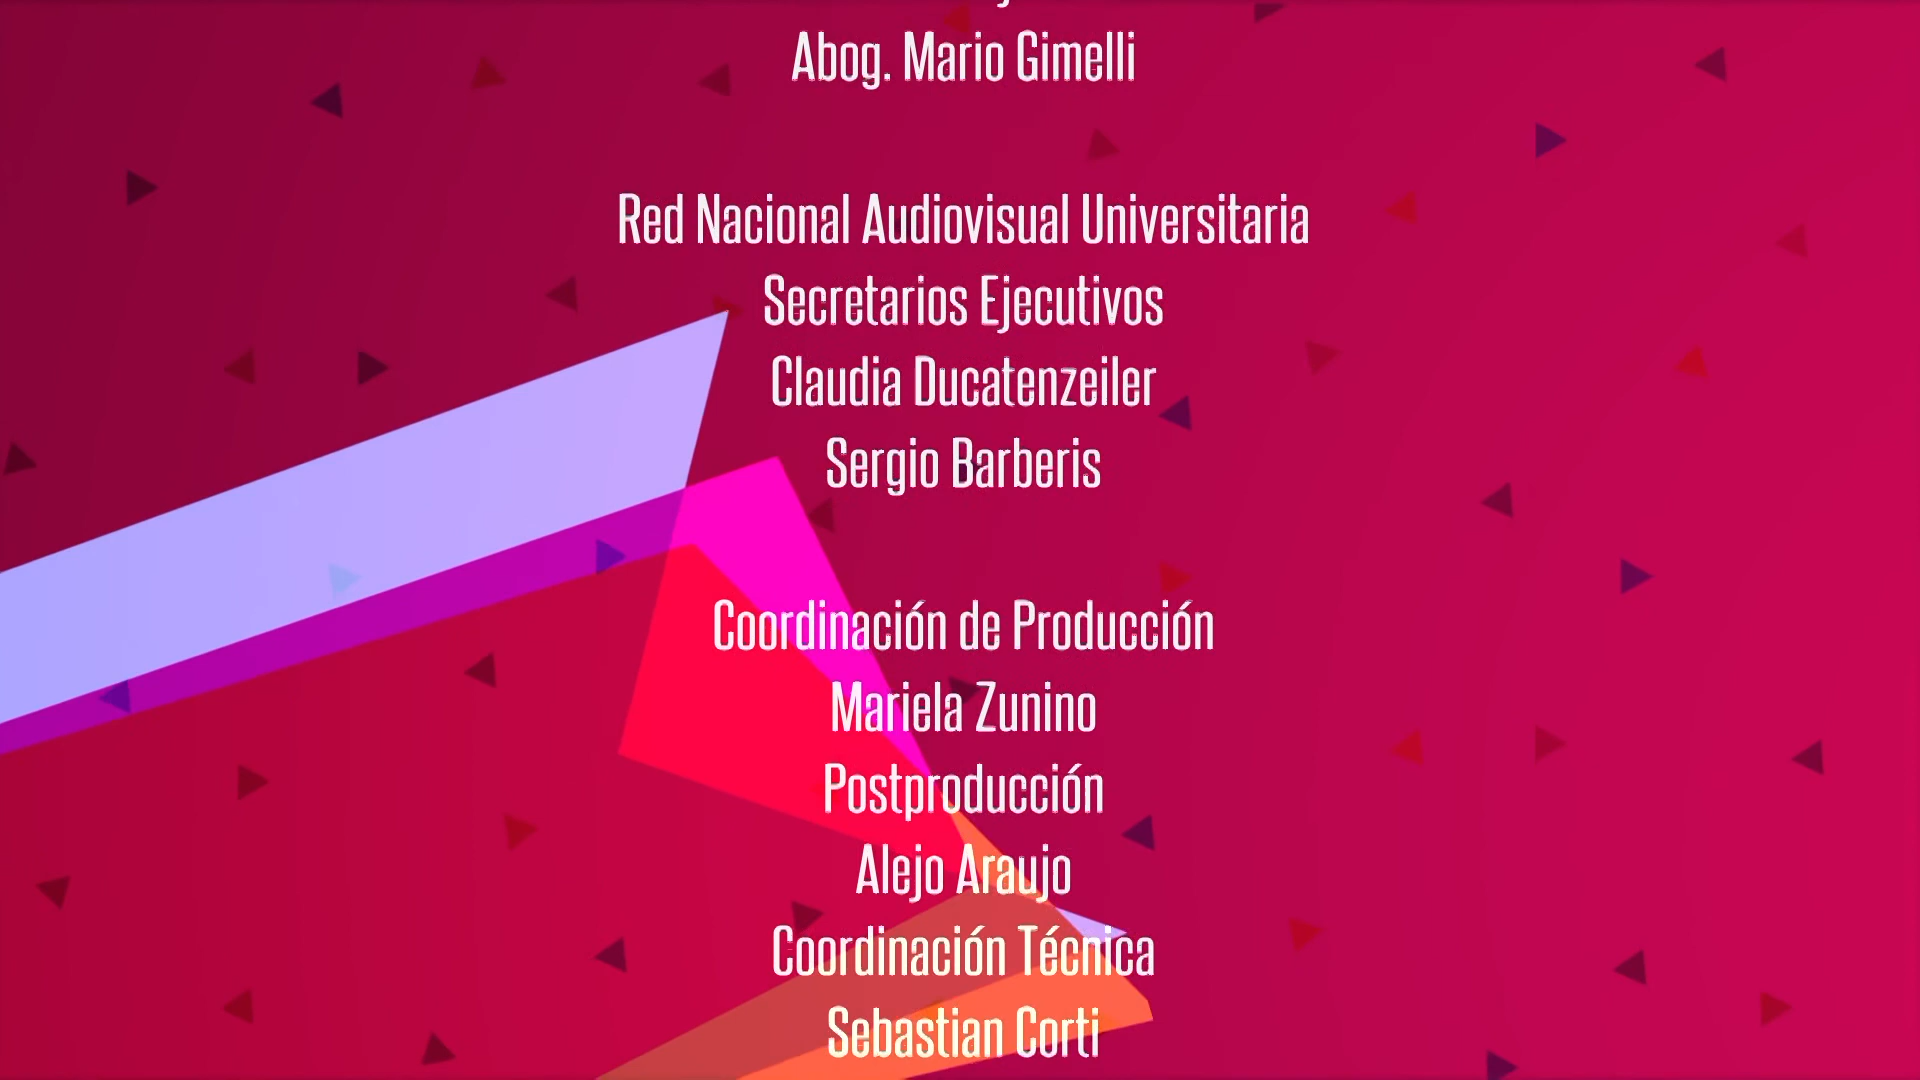 Abog. Mario Gimelli
Red Nacional Audiovisual Universitaria
Secretarios Ejecutivos
Claudia Ducatenzeiler
Sergio Barberis
Coordinación de Producción
Mariela Zunino
Postproducción
Alejo Araujo
Coordinación Técnica
Sebastian Corti